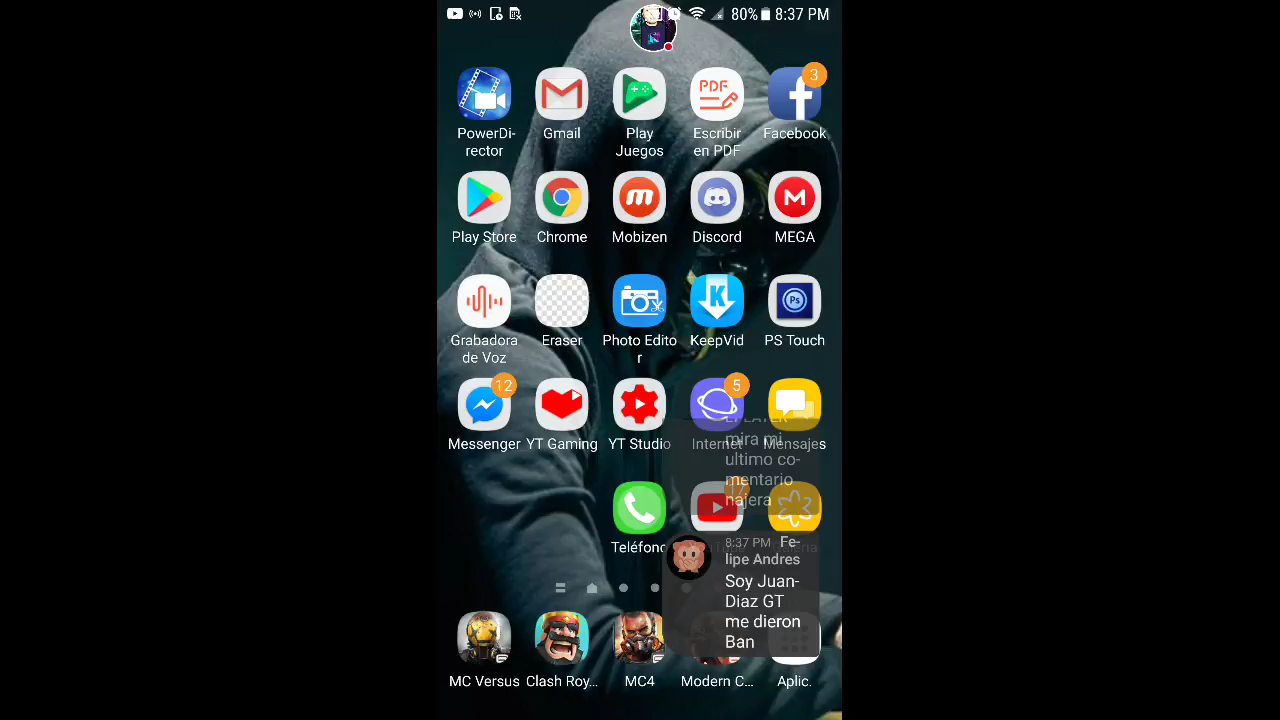 80% 8:37 PM
3
PowerDi-
rector
Gmail
Play
Juegos
PDF
Escribir
en PDF
Facebook
Play Store
Chrome
Mobizen
Discord
MEGA
Grabadora
de Voz
Eraser
Photo Edito
r
K
KeepVid
Ps
PS Touch
12
5
Messenger
YT Gaming
YT Studio
Internet
Mensajes
mira mi
ultimo co-
mentario
najera
Teléfono
8:37 PM Fe-
lipe Andres
Soy Juan-
Diaz GT
me dieron
Ban
MC Versus
Clash Roy...
MC4
Modern C...
Aplic.